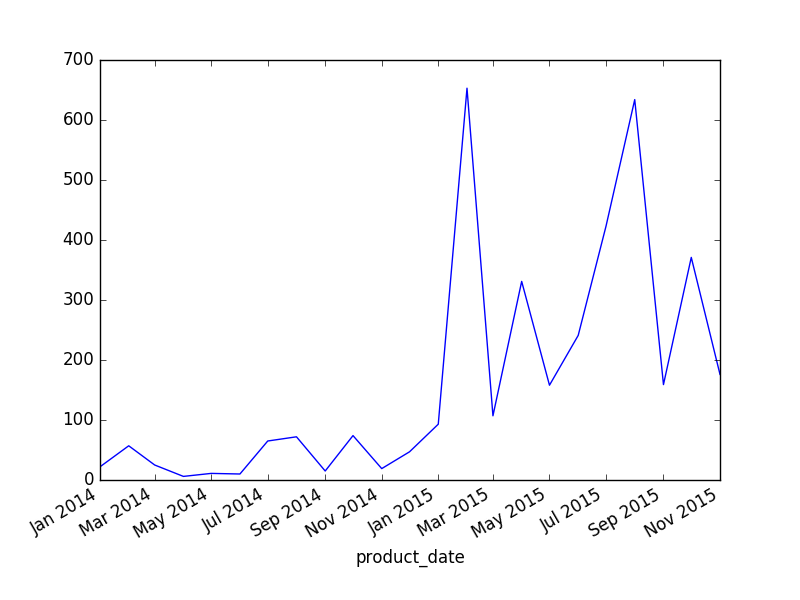 700
600
500
400
300
200
100
0
Jan 2014
Mar 2014
May 2014
Jul 2014
Sep 2014
Nov 2014
Jan 2015
Mar 2015
May 2015
Jul 2015
Sep 2015
Nov 2015
product_date